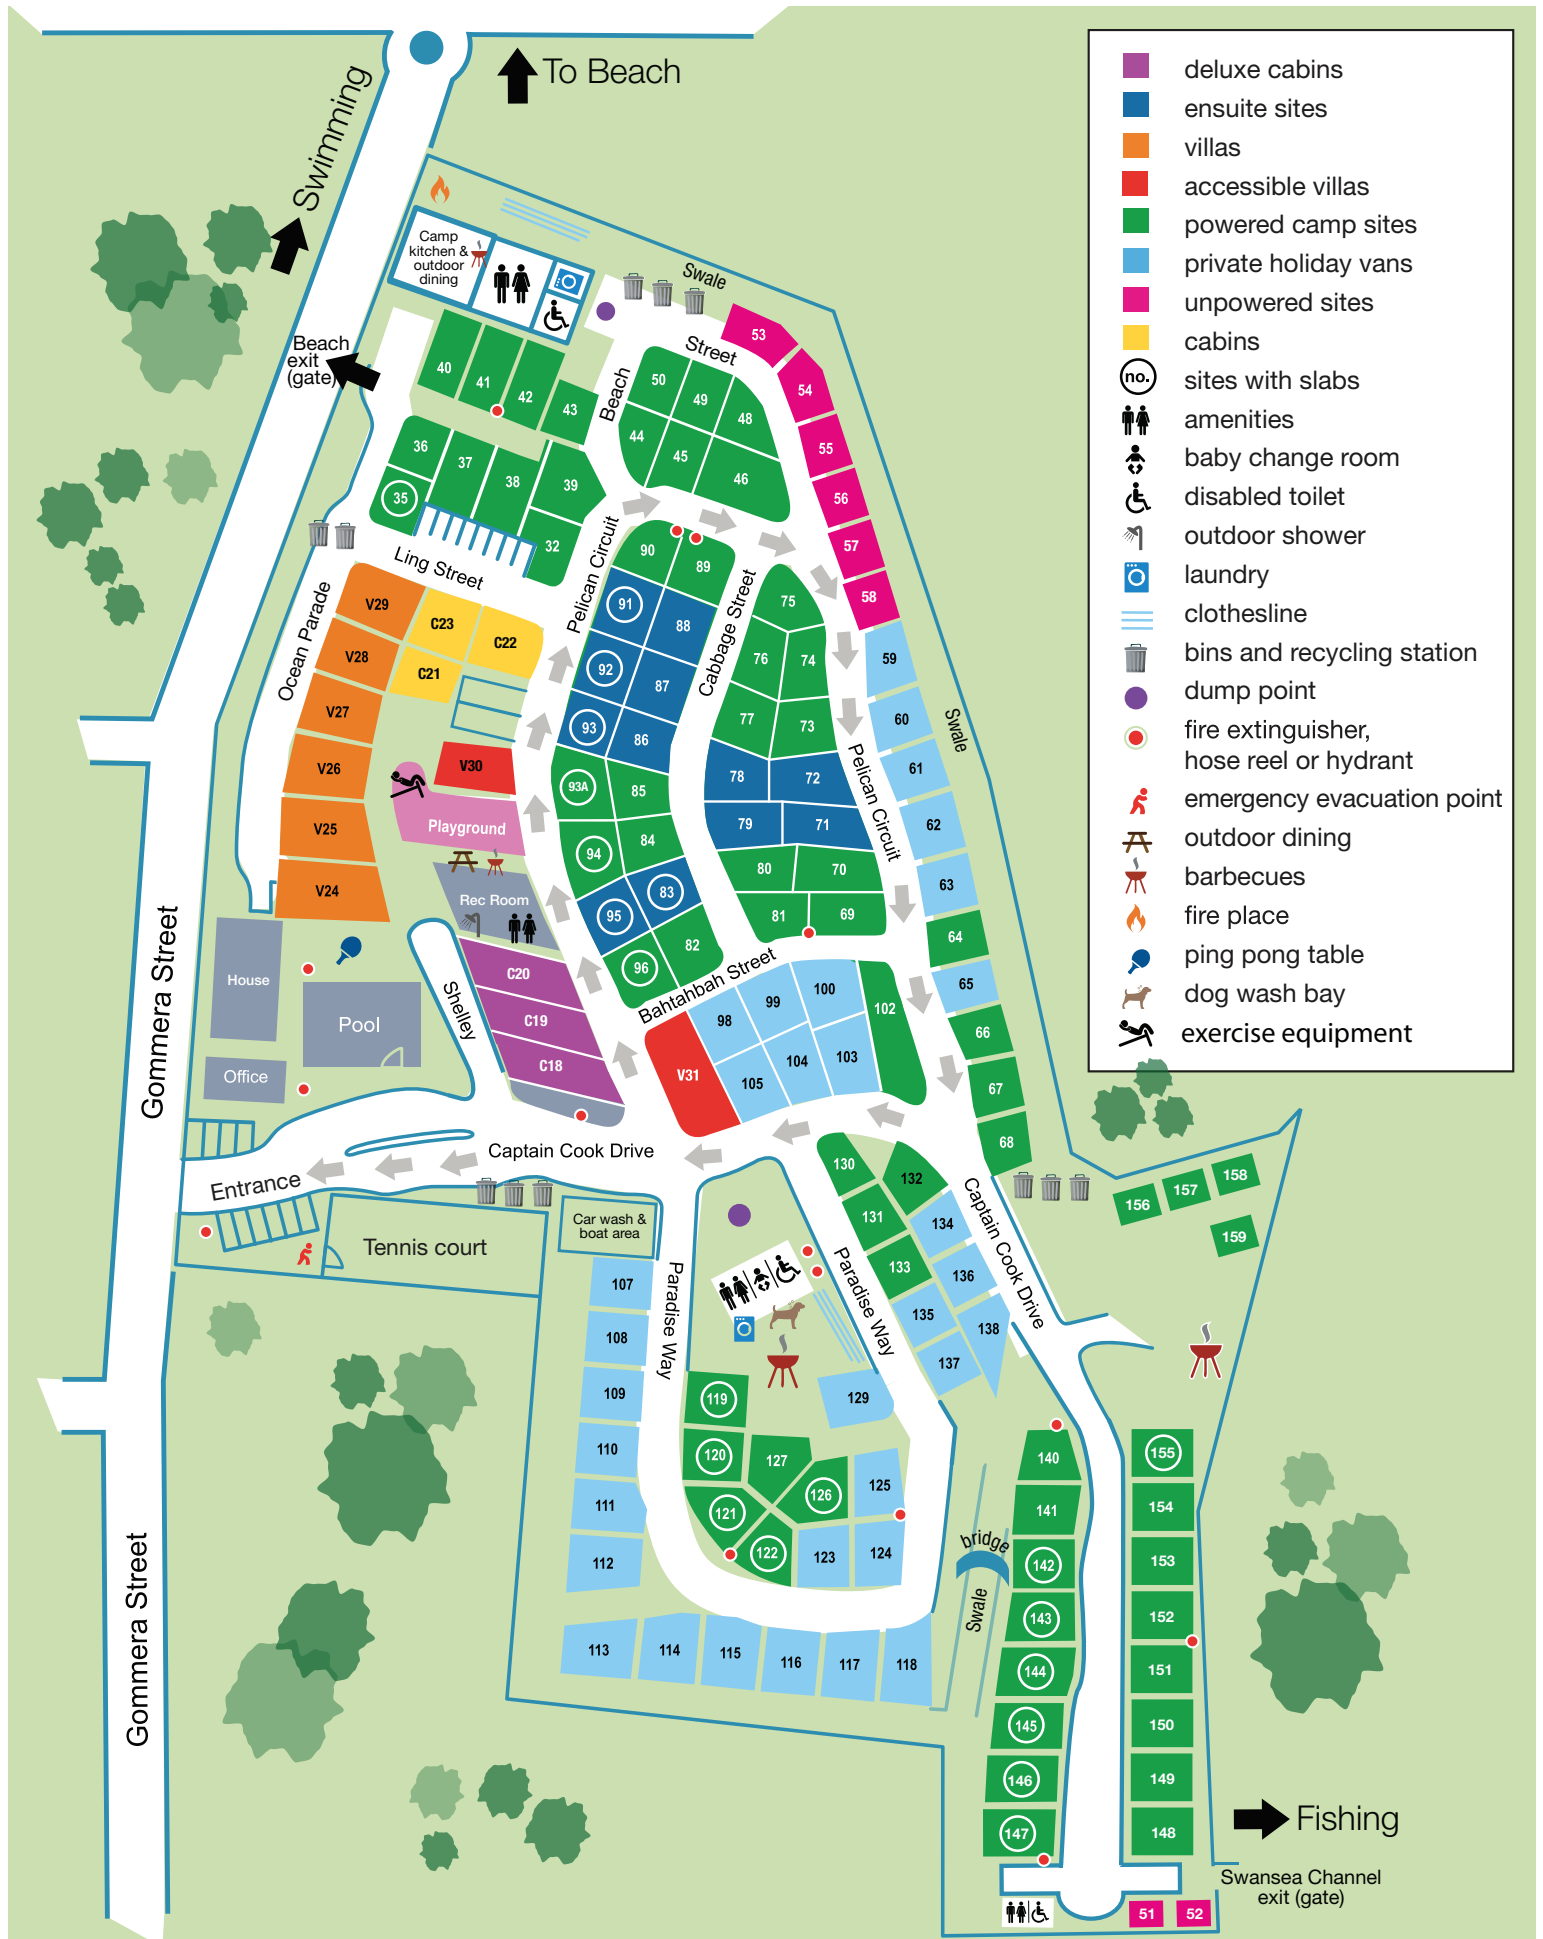 To Beach
Swimming
deluxe cabins
ensuite sites
villas
accessible villas
powered camp sites
private holiday vans
unpowered sites
cabins
no.
sites with slabs
amenities
baby change room
disabled toilet
outdoor shower
laundry
clothesline
bins and recycling station
dump point
fire extinguisher,
hose reel or hydrant
emergency evacuation point
outdoor dining
barbecues
fire place
ping pong table
dog wash bay
exercise equipment
Camp
kitchen &
outdoor
dining
Swale
Beach
exit
(gate)
Beach
Street
53
54
55
56
57
58
40
41
42
43
50
49
48
44
45
46
36
37
38
39
35
32
Ling Street
Pelican Circuit
Ocean Parade
Cabbage Street
90
89
91
88
92
87
93
86
93A
85
94
84
95
83
96
82
75
76
74
77
73
78
72
79
71
80
70
81
69
Pelican Circuit
Swale
59
60
61
62
63
64
65
66
67
68
V29
V28
V27
V26
V25
V24
C23
C22
C21
V30
Playground
Rec Room
C20
C19
C18
Shelley
House
Pool
Office
Gommera Street
Bahtahbah Street
V31
98
99
100
102
105
104
103
Captain Cook Drive
Entrance
Tennis court
Car wash &
boat area
Paradise Way
Paradise Way
Captain Cook Drive
130
132
131
134
133
136
135
138
137
156
157
158
159
107
108
109
110
111
112
113
114
115
116
117
118
119
120
121
122
127
126
125
123
124
129
bridge
Swale
140
141
142
143
144
145
146
147
155
154
153
152
151
150
149
148
Gommera Street
Fishing
Swansea Channel
exit (gate)
51
52